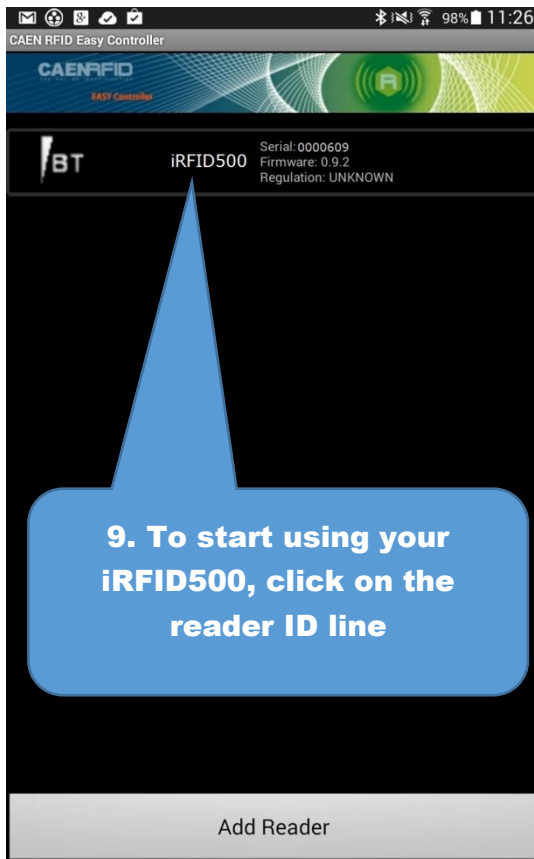 98% 11:26
CAEN RFID Easy Controller
CAENRFID
EASY Controller
BT
iRFID500
Serial: 0000609
Firmware: 0.9.2
Regulation: UNKNOWN
9. To start using your
iRFID500, click on the
reader ID line
Add Reader